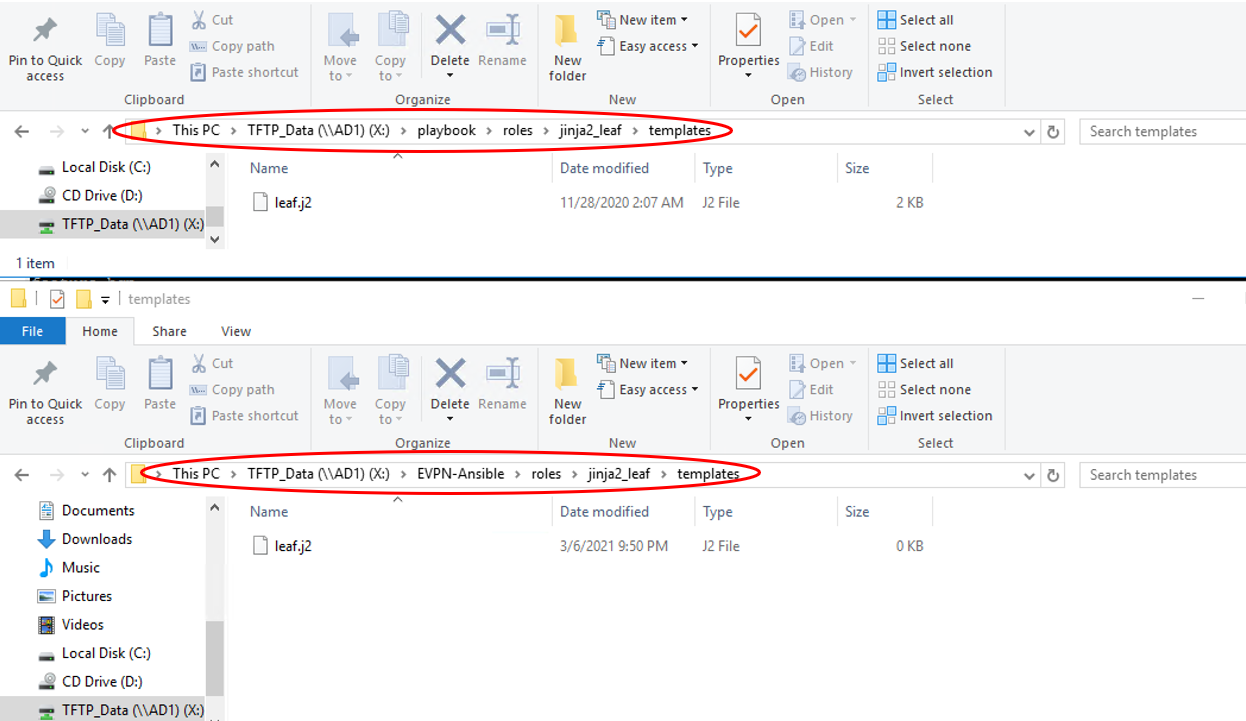 Cut
Copy path
Paste shortcut
Pin to Quick access
Copy
Paste
Clipboard
Move to
Copy to
Delete
Rename
Organize
New folder
New item
Easy access
New
Properties
Open
Edit
History
Open
Select all
Select none
Invert selection
Select
This PC > TFTP_Data (\\AD1) (X:) > playbook > roles > jinja2_leaf > templates
Search templates
Local Disk (C:)
CD Drive (D:)
TFTP_Data (\\AD1) (X:)
Name Date modified Type Size
leaf.j2 11/28/2020 2:07 AM J2 File 2 KB
1 item
templates
File Home Share View
Cut
Copy path
Paste shortcut
Pin to Quick access
Copy
Paste
Clipboard
Move to
Copy to
Delete
Rename
Organize
New folder
New item
Easy access
New
Properties
Open
Edit
History
Open
Select all
Select none
Invert selection
Select
This PC > TFTP_Data (\\AD1) (X:) > EVPN-Ansible > roles > jinja2_leaf > templates
Search templates
Documents
Downloads
Music
Pictures
Videos
Local Disk (C:)
CD Drive (D:)
TFTP_Data (\\AD1) (X:)
Name Date modified Type Size
leaf.j2 3/6/2021 9:50 PM J2 File 0 KB